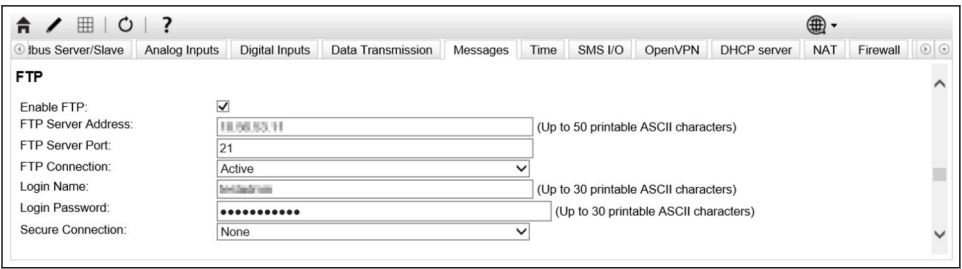 ?
tbus Server/Slave Analog Inputs Digital Inputs Data Transmission Messages Time SMS I/O OpenVPN DHCP server NAT Firewall
FTP
Enable FTP:
FTP Server Address: (Up to 50 printable ASCII characters)
FTP Server Port: 21
FTP Connection: Active
Login Name: (Up to 30 printable ASCII characters)
Login Password: ●●●●●●●●●●● (Up to 30 printable ASCII characters)
Secure Connection: None